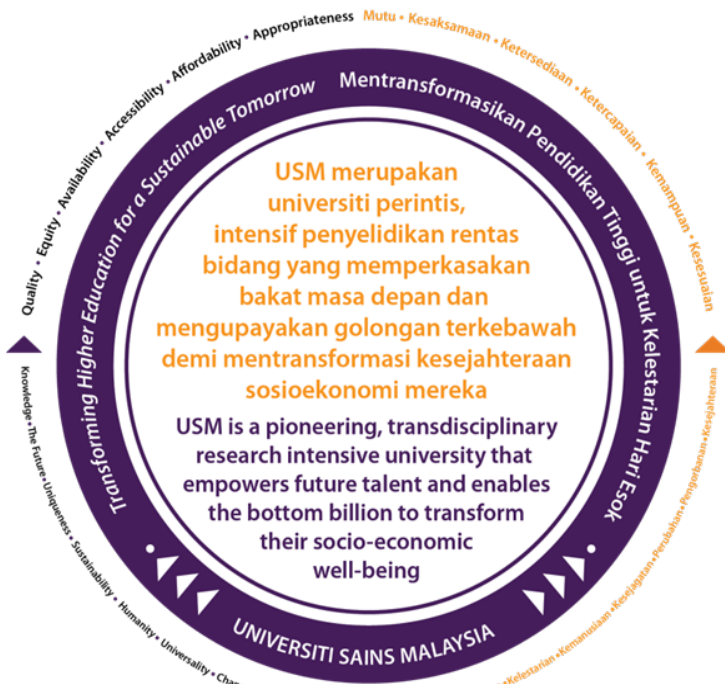 Quality • Equity • Availability • Accessibility • Affordability • Appropriateness
Mutu • Kesaksamaan • Ketersediaan • Ketercapaian • Kemampuan • Kesesuaian
Transforming Higher Education for a Sustainable Tomorrow
Mentransformasikan Pendidikan Tinggi untuk Kelestarian Hari Esok
USM merupakan
universiti perintis,
intensif penyelidikan rentas
bidang yang memperkasakan
bakat masa depan dan
mengupayakan golongan terkebawah
demi mentransformasi kesejahteraan
sosioekonomi mereka
USM is a pioneering, transdisciplinary
research intensive university that
empowers future talent and enables
the bottom billion to transform
their socio-economic
well-being
UNIVERSITI SAINS MALAYSIA
Knowledge • The Future • Uniqueness • Sustainability • Humanity • Universality •
Kelestarian • Kemanusiaan • Kesejagatan • Perubahan • Pengorbanan • Kesejahteraan